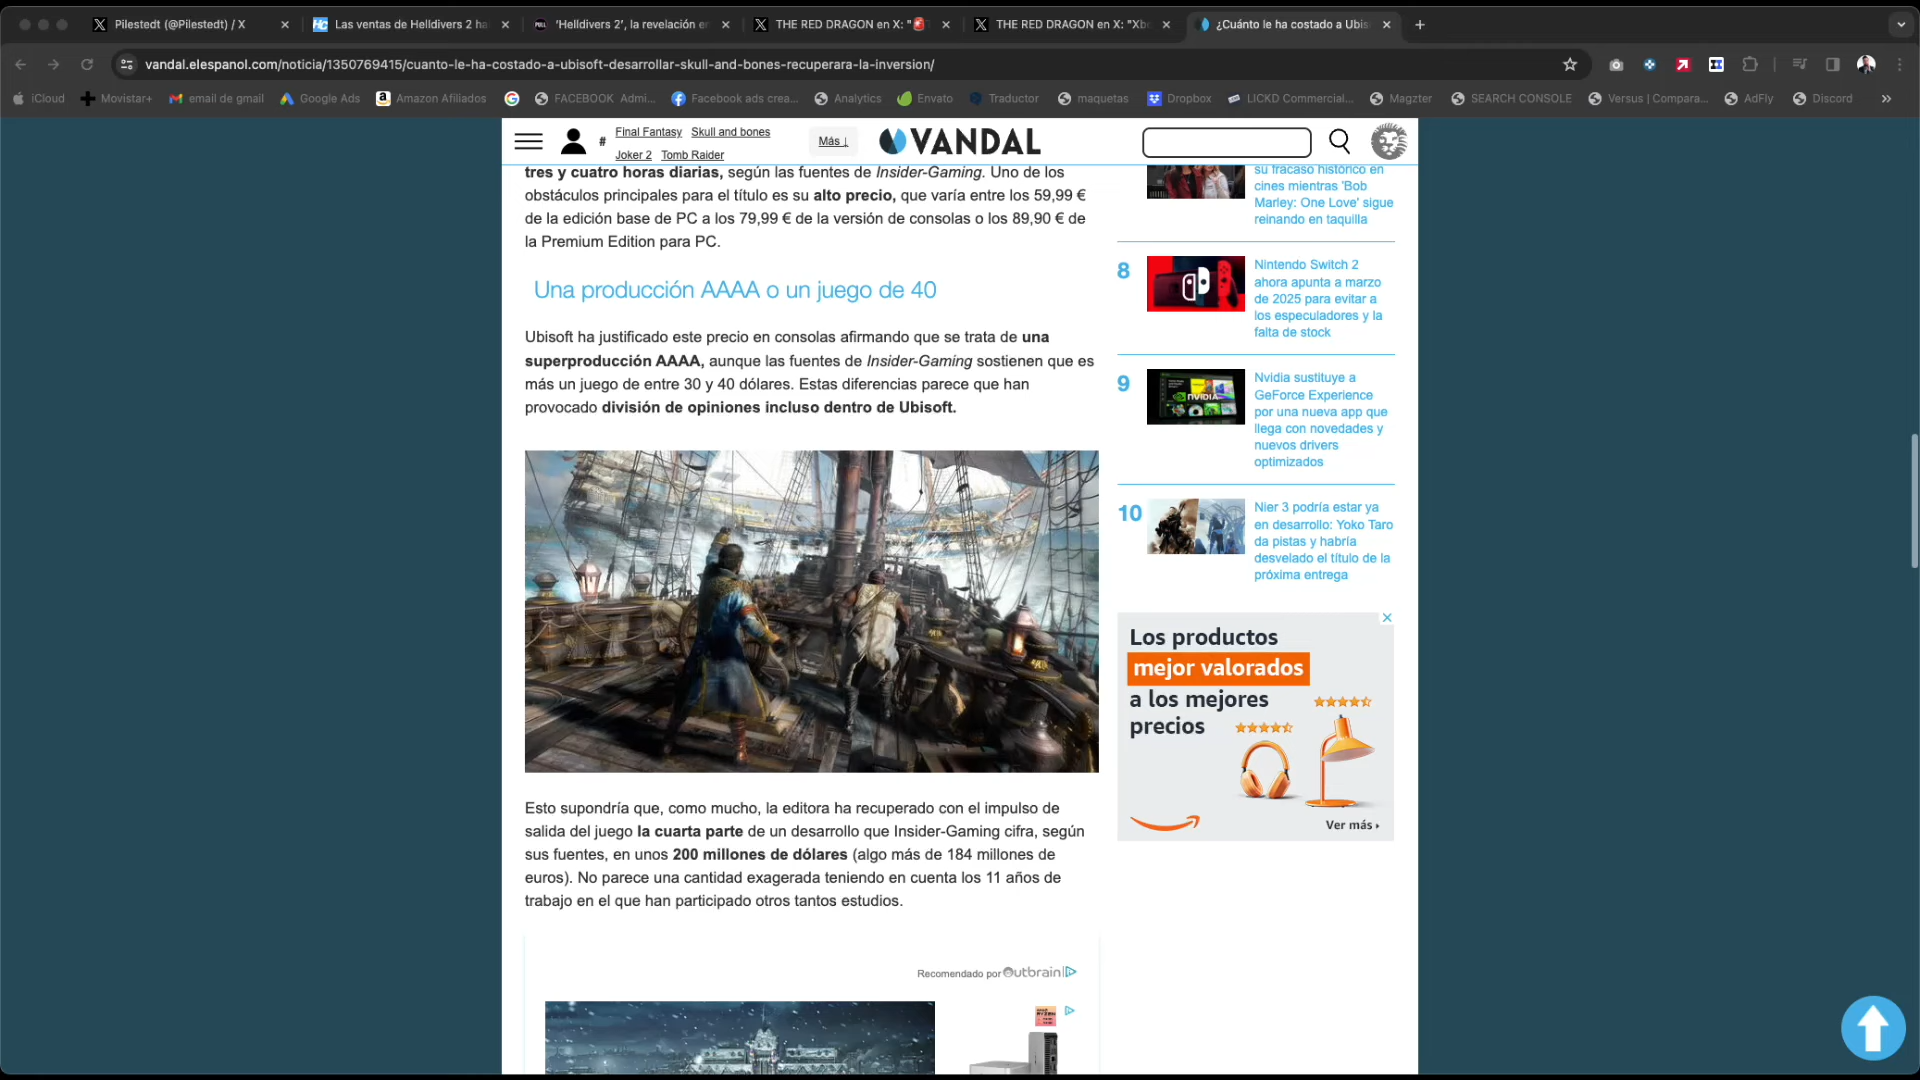 Pilestedt (@Pilestedt) / X
Las ventas de Helldivers 2 ha
'Helldivers 2', la revelación en
THE RED DRAGON en X: "🚨
THE RED DRAGON en X: "Xbo
¿Cuánto le ha costado a Ubis
vandal.elespanol.com/noticia/1350769415/cuanto-le-ha-costado-a-ubisoft-desarrollar-skull-and-bones-recuperara-la-inversion/
iCloud
Movistar+
email de gmail
Google Ads
Amazon Afiliados
FACEBOOK Admi...
Facebook ads crea...
Analytics
Envato
Traductor
maquetas
Dropbox
LICKD Commercial...
Magzter
SEARCH CONSOLE
Versus | Compara...
AdFly
Discord
# Final Fantasy Skull and bones
Joker 2 Tomb Raider
Más ↓
VANDAL
tres y cuatro horas diarias, según las fuentes de Insider-Gaming. Uno de los
obstáculos principales para el título es su alto precio, que varía entre los 59,99 €
de la edición base de PC a los 79,99 € de la versión de consolas o los 89,90 € de
la Premium Edition para PC.
Una producción AAAA o un juego de 40
Ubisoft ha justificado este precio en consolas afirmando que se trata de una
superproducción AAAA, aunque las fuentes de Insider-Gaming sostienen que es
más un juego de entre 30 y 40 dólares. Estas diferencias parece que han
provocado división de opiniones incluso dentro de Ubisoft.
Esto supondría que, como mucho, la editora ha recuperado con el impulso de
salida del juego la cuarta parte de un desarrollo que Insider-Gaming cifra, según
sus fuentes, en unos 200 millones de dólares (algo más de 184 millones de
euros). No parece una cantidad exagerada teniendo en cuenta los 11 años de
trabajo en el que han participado otros tantos estudios.
Recomendado por Outbrain
su fracaso histórico en
cines mientras 'Bob
Marley: One Love' sigue
reinando en taquilla
8
Nintendo Switch 2
ahora apunta a marzo
de 2025 para evitar a
los especuladores y la
falta de stock
9
NVIDIA
Nvidia sustituye a
GeForce Experience
por una nueva app que
llega con novedades y
nuevos drivers
optimizados
10
Nier 3 podría estar ya
en desarrollo: Yoko Taro
da pistas y habría
desvelado el título de la
próxima entrega
Los productos
mejor valorados
a los mejores
precios
Ver más